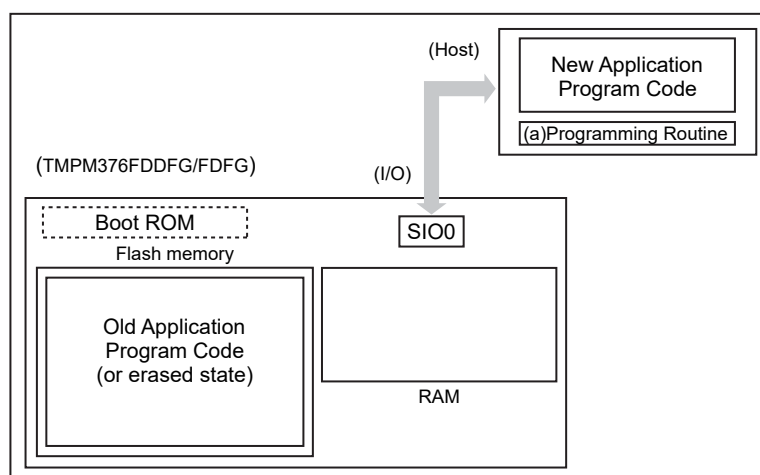 (Host)
New Application
Program Code
(a)Programming Routine
(TMPM376FDDFG/FDFG)
(I/O)
Boot ROM
SIO0
Flash memory
Old Application
Program Code
(or erased state)
RAM